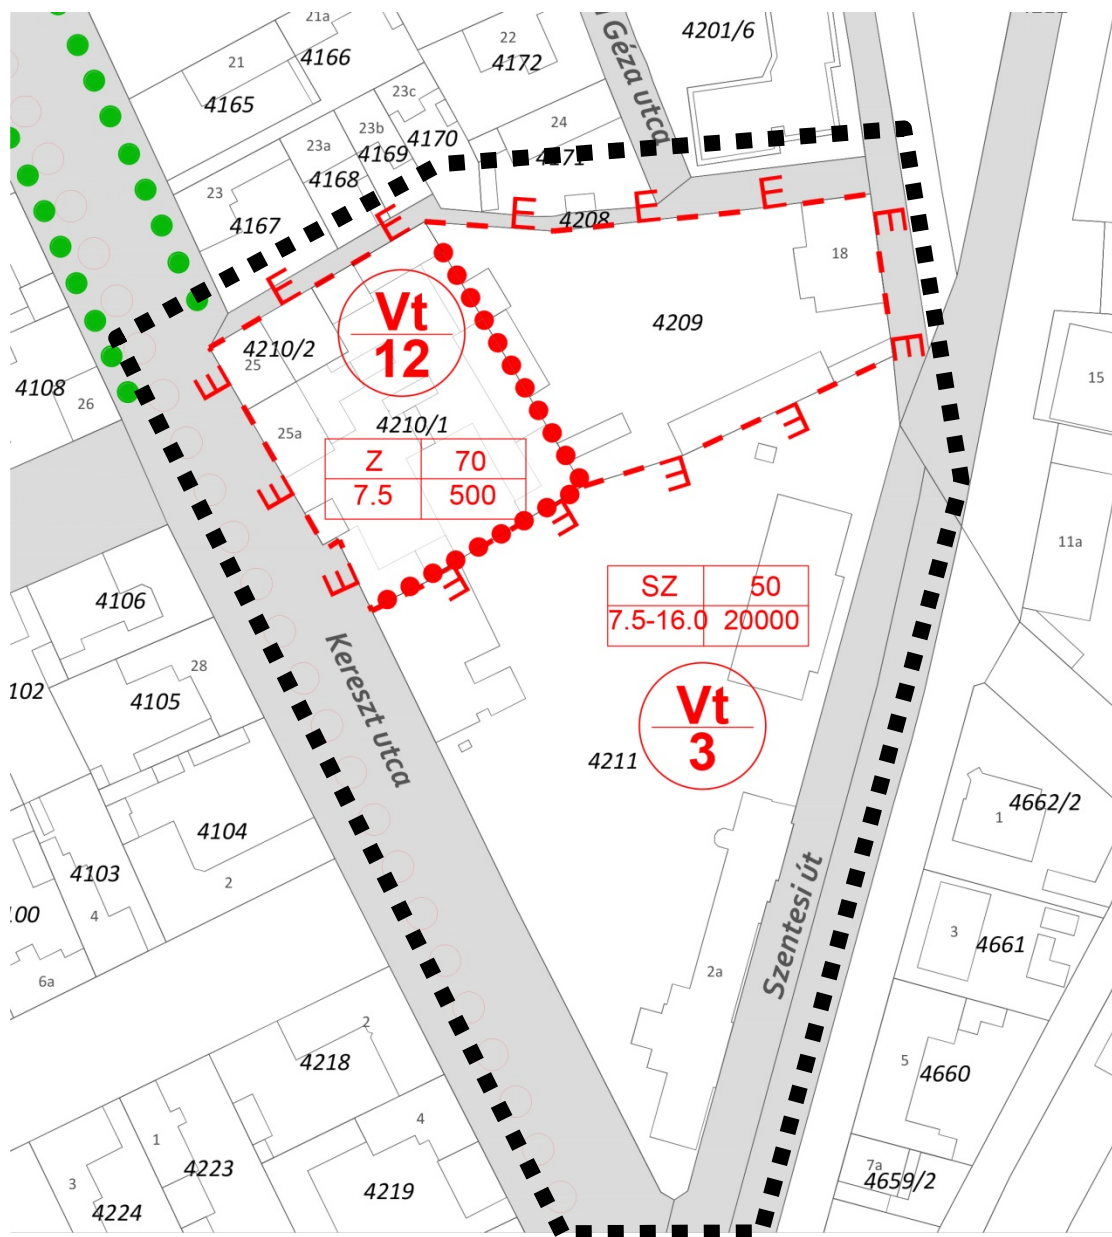 21a
4166
22
4172
4201/6
Géza utca
21
4165
23c
4170
23b
4169
23a
4168
24
4171
23
4167
4208
18
4209
E
E
E
E
E
E
E
E
E
E
E
E
E
E
Vt
12
4210/2
25
4210/1
25a
Z 70
7.5 500
4108
26
15
11a
SZ 50
7.5-16.0 20000
Vt
3
4211
Kereszt utca
Szentesi út
4106
28
4105
102
4104
2
4103
4
6a
4662/2
1
3
4661
2a
5
4660
2
4218
4
4219
1
4223
3
4224
7a
4659/2